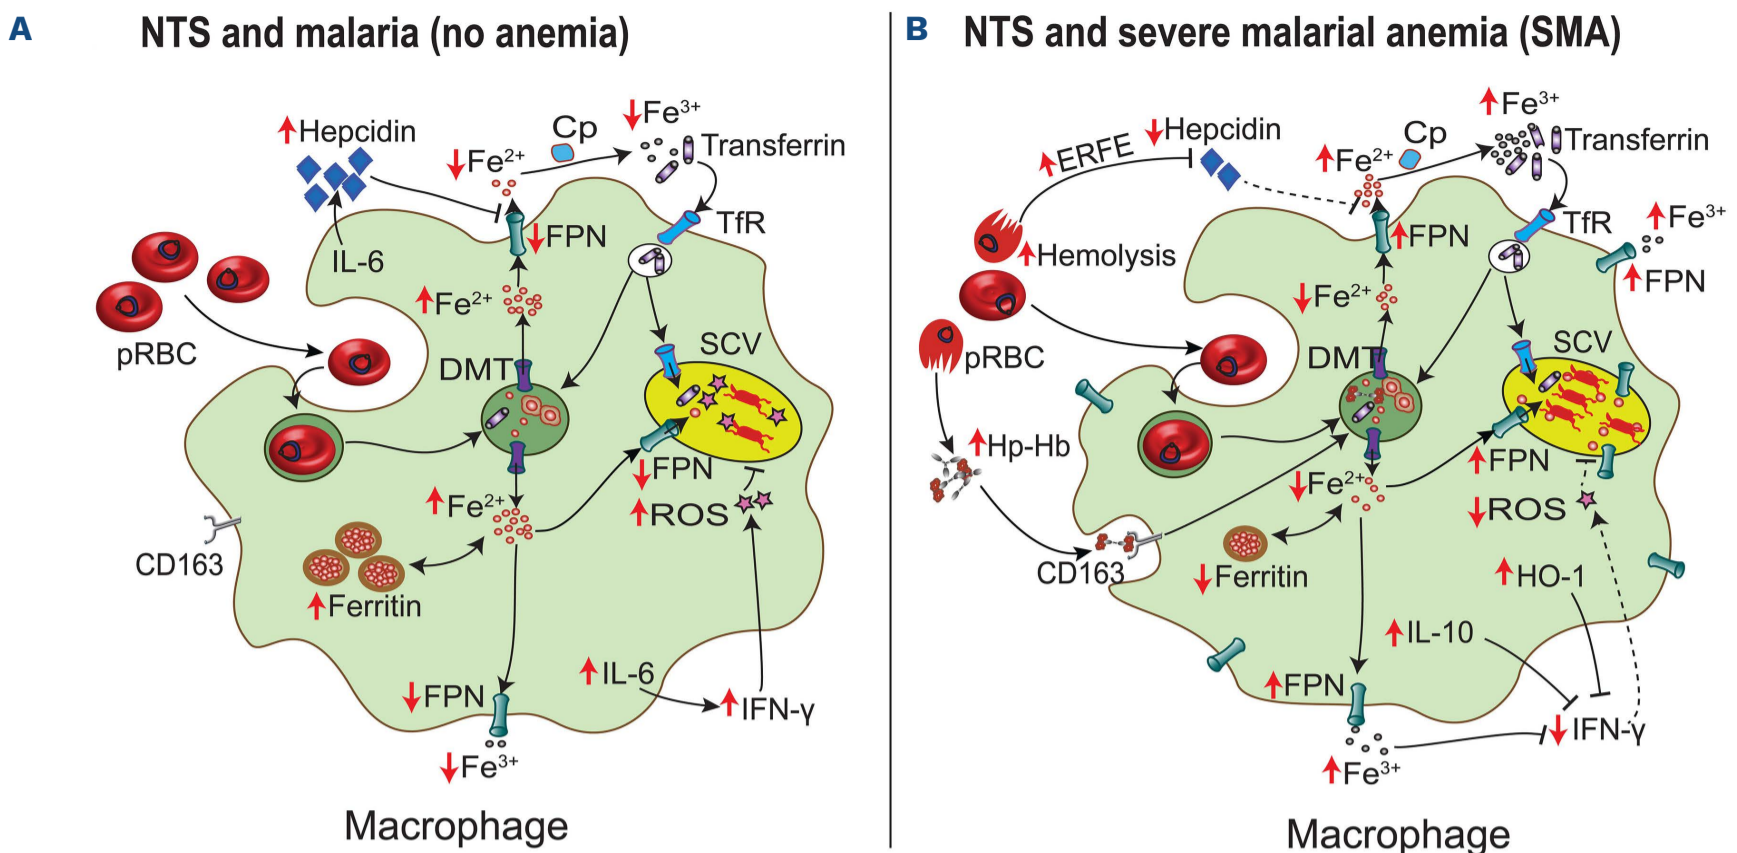 A
NTS and malaria (no anemia)
↑Hepcidin
IL-6
pRBC
↓Fe²⁺
Cp
↓Fe³⁺
Transferrin
TfR
↓FPN
↑Fe²⁺
DMT
SCV
↓FPN
↑ROS
↑Fe²⁺
CD163
↑Ferritin
↑IL-6
↑IFN-γ
↓FPN
↓Fe³⁺
Macrophage
B
NTS and severe malarial anemia (SMA)
↑ERFE
↓Hepcidin
↑Fe²⁺
Cp
↑Fe³⁺
Transferrin
TfR
↑Fe³⁺
↑FPN
↑FPN
↑Hemolysis
↓Fe²⁺
pRBC
DMT
SCV
↑Hp-Hb
↓Fe²⁺
↑FPN
↓ROS
CD163
↓Ferritin
↑HO-1
↑IL-10
↑FPN
↓IFN-γ
↑Fe³⁺
Macrophage